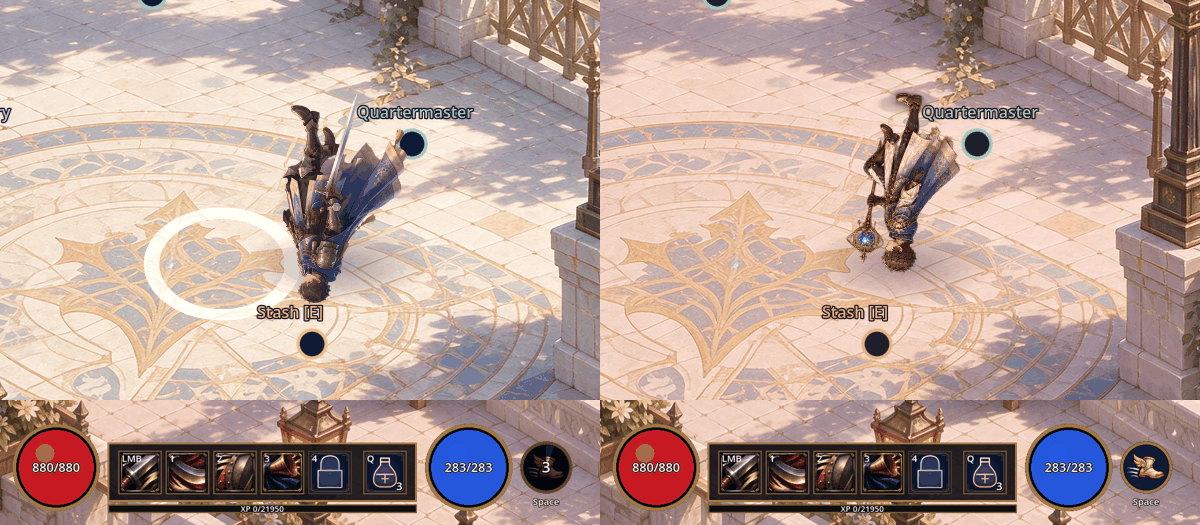 ry
Quartermaster
Stash [E]
880/880
LMB
1
2
3
4
Q
3
283/283
3
Space
XP 0/21950
Quartermaster
Stash [E]
880/880
LMB
1
2
3
4
Q
3
283/283
Space
XP 0/21950